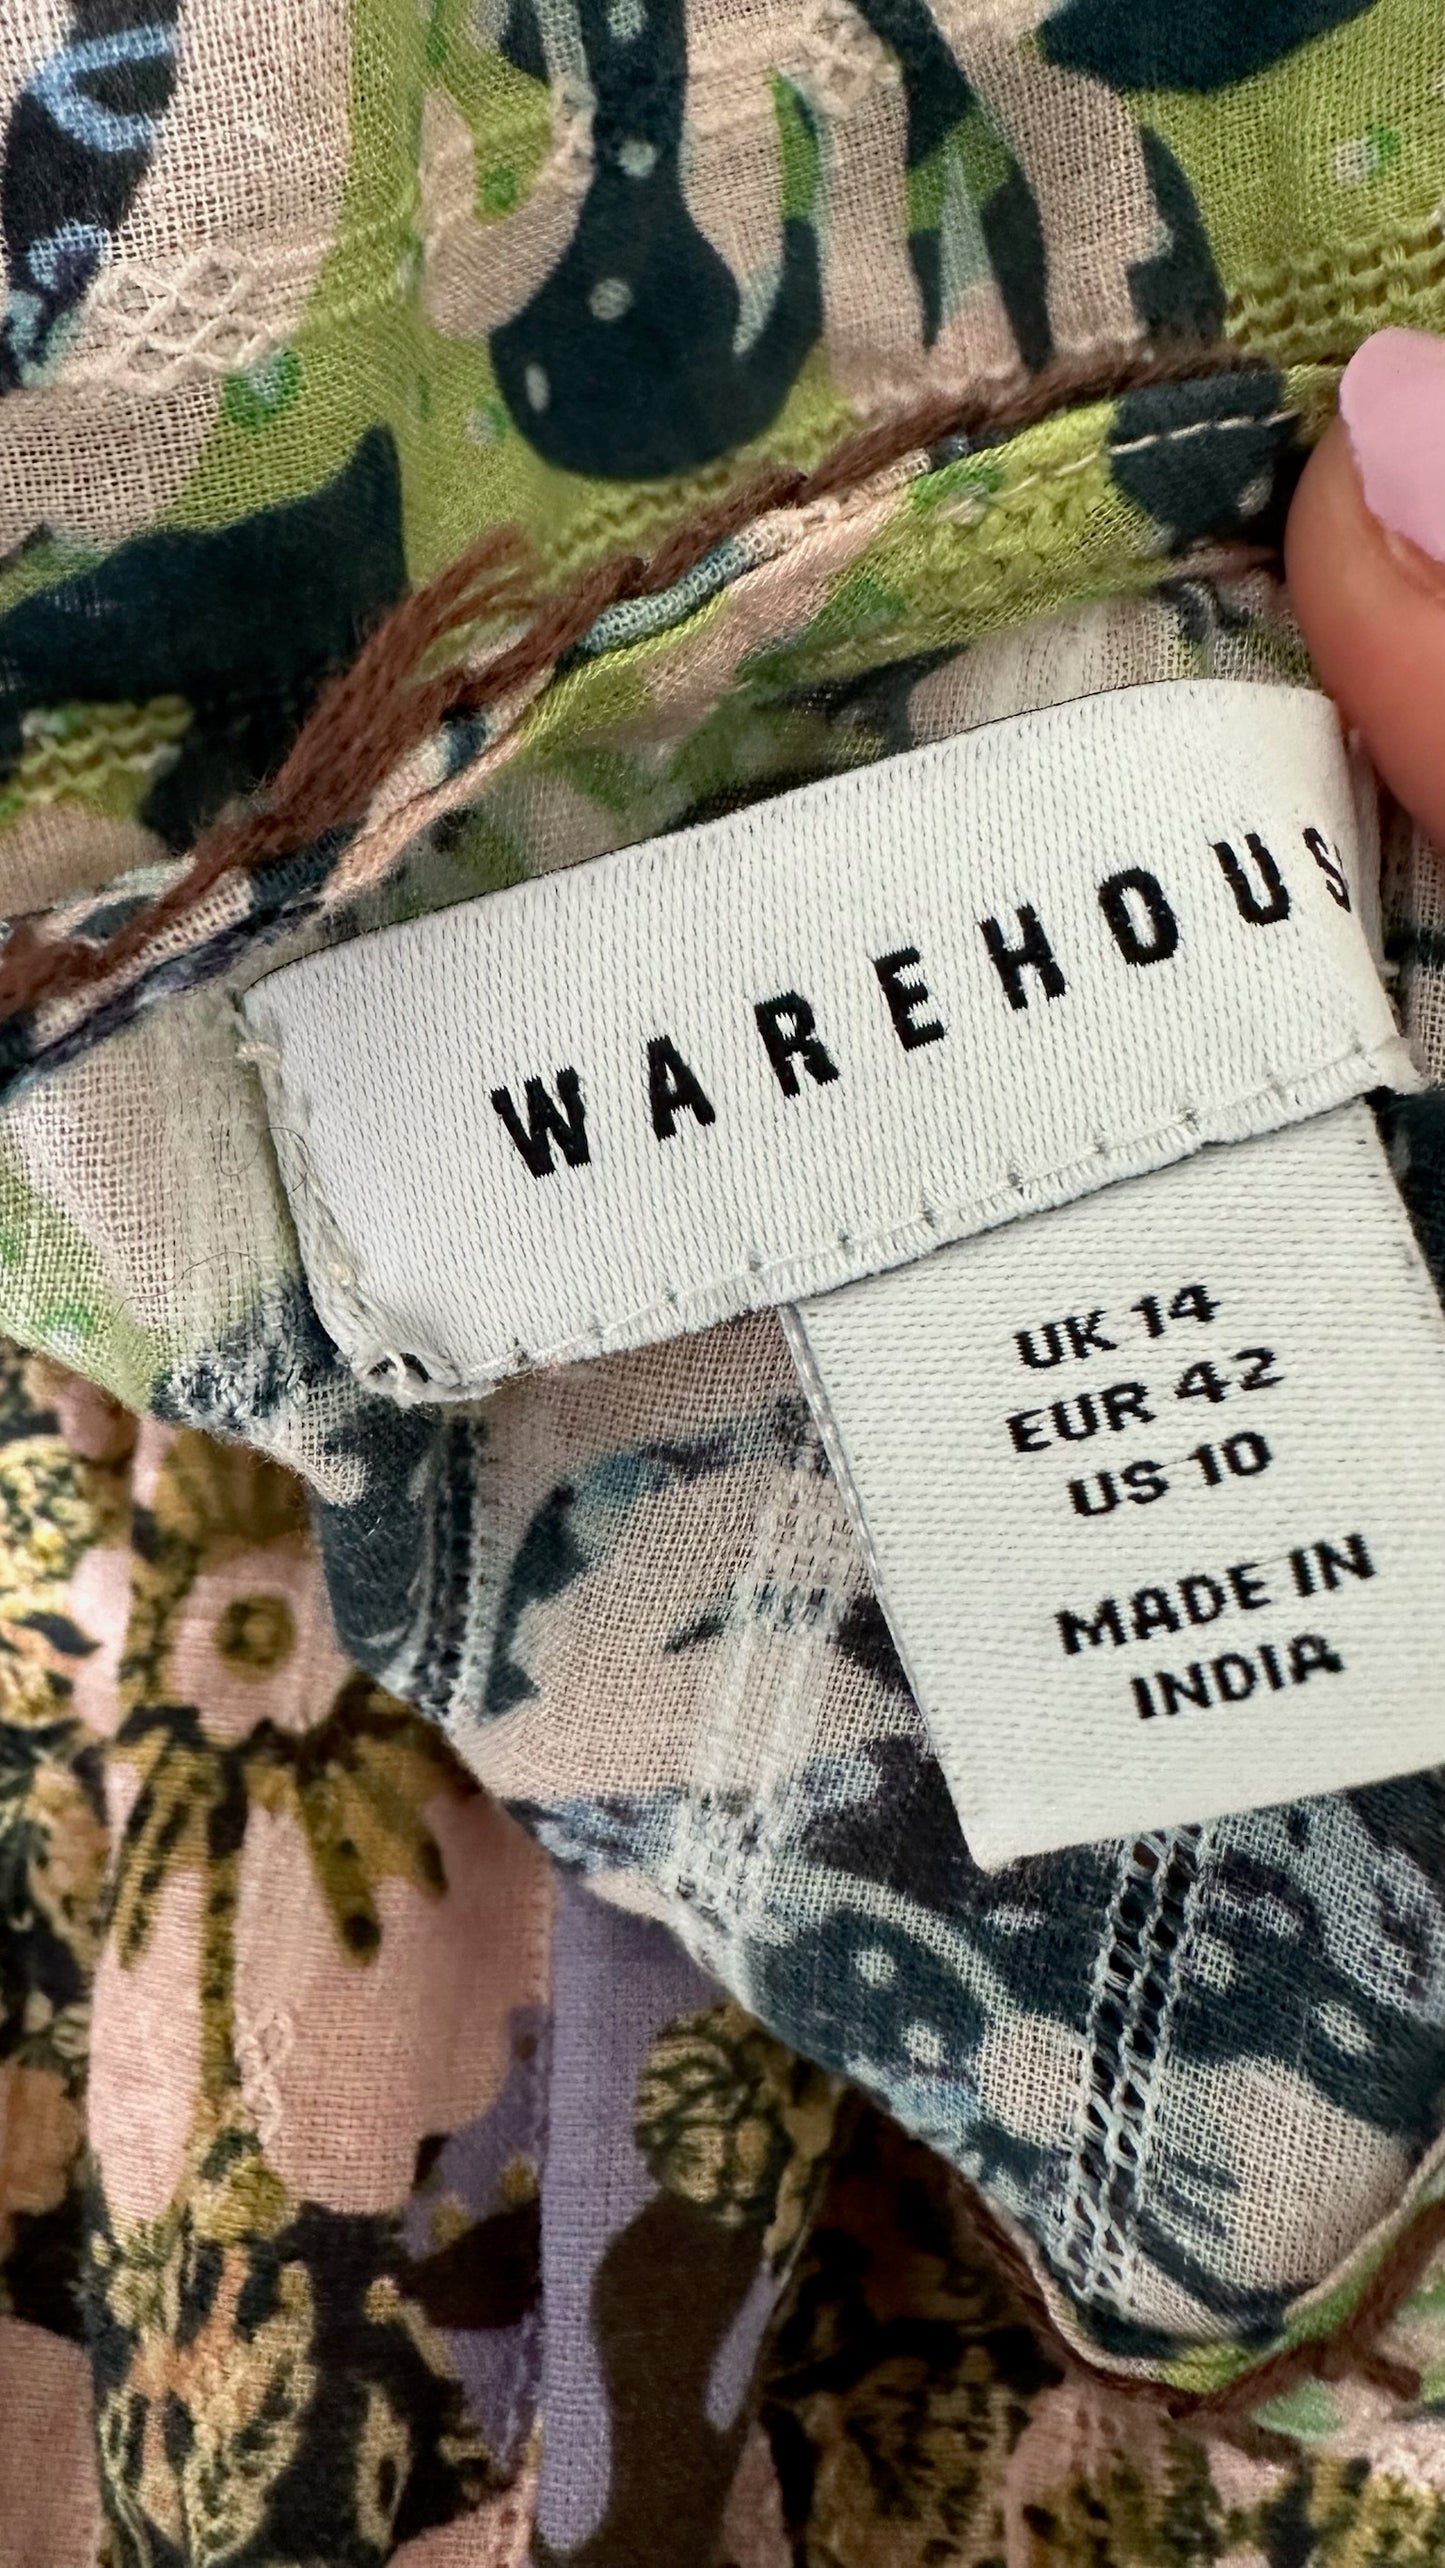 WAREHOUS
UK 14
EUR 42
US 10
MADE IN
INDIA